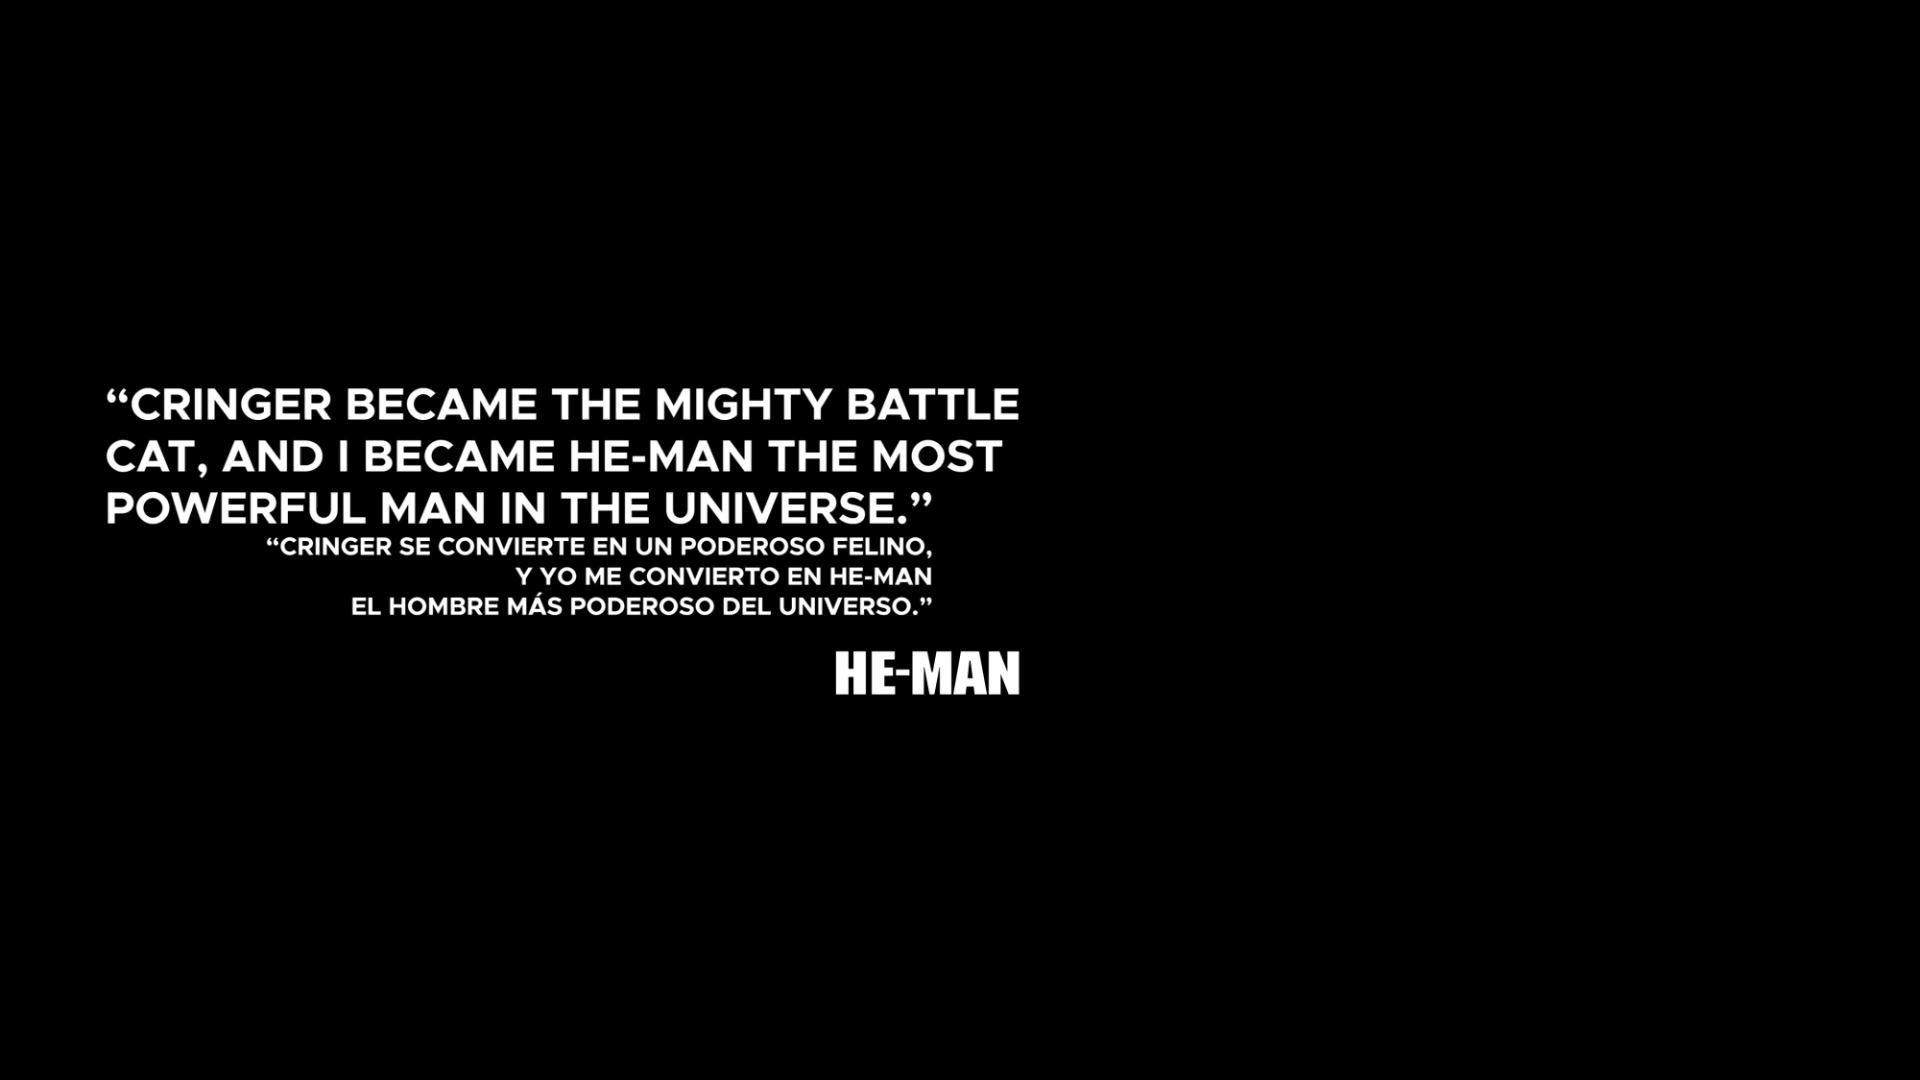 “CRINGER BECAME THE MIGHTY BATTLE
CAT, AND I BECAME HE-MAN THE MOST
POWERFUL MAN IN THE UNIVERSE.”
“CRINGER SE CONVIERTE EN UN PODEROSO FELINO,
Y YO ME CONVIERTO EN HE-MAN
EL HOMBRE MÁS PODEROSO DEL UNIVERSO.”
HE-MAN